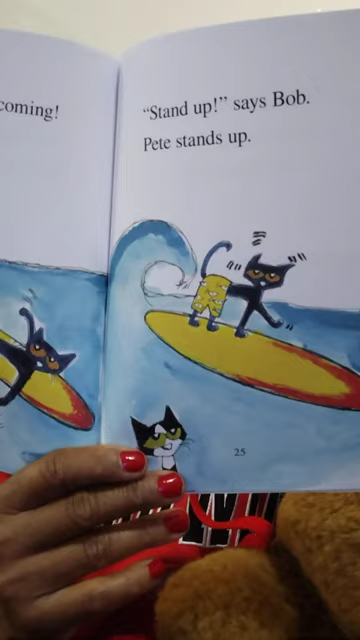 coming!
“Stand up!” says Bob.
Pete stands up.
25